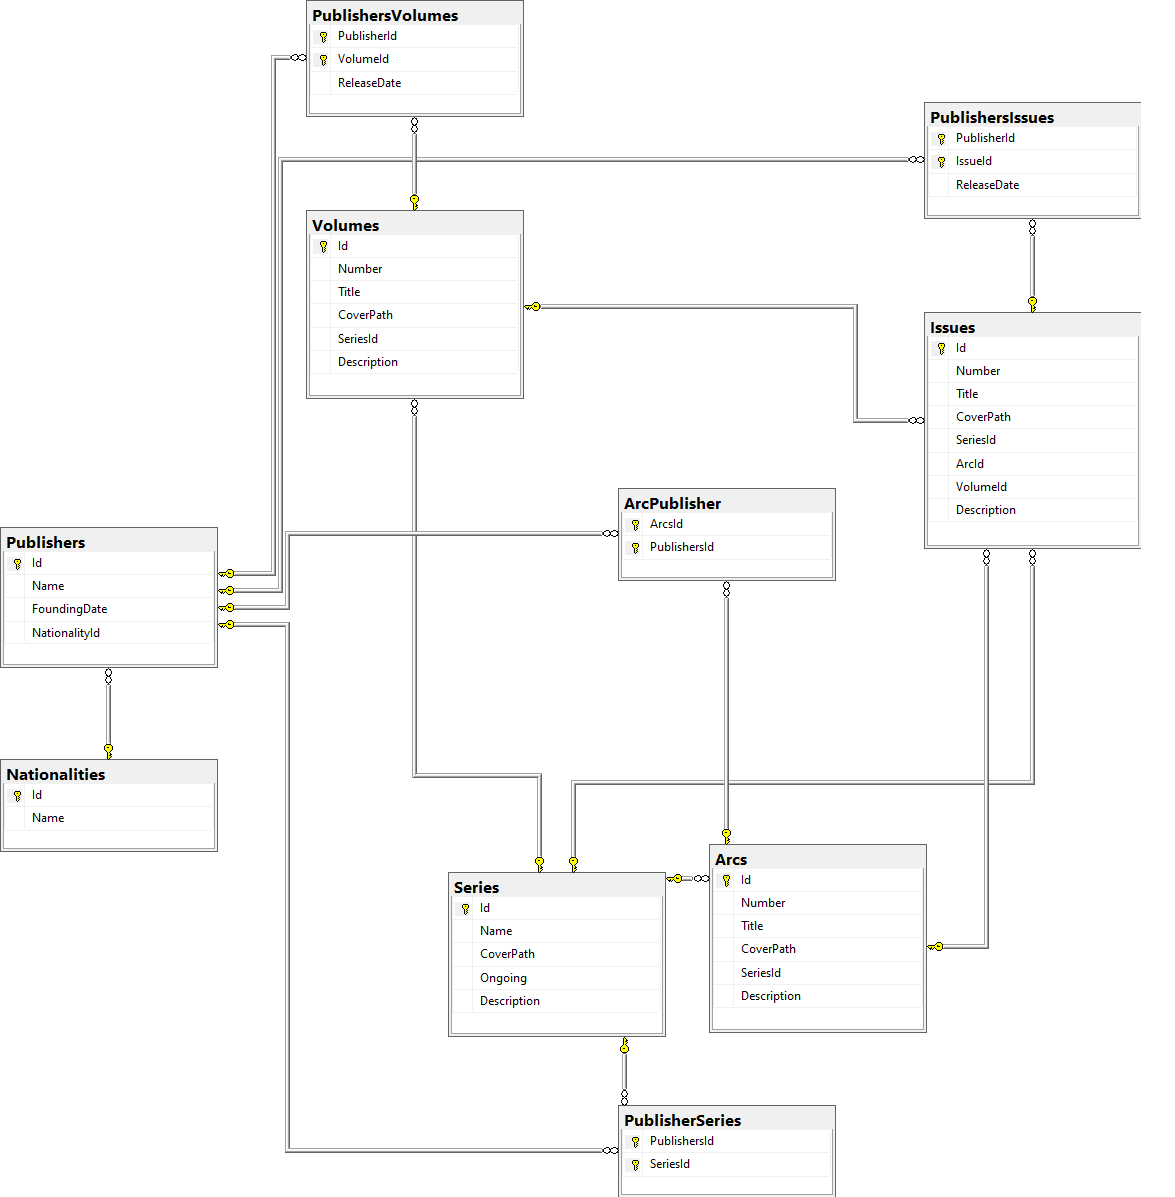 PublishersVolumes
PublisherId
VolumeId
ReleaseDate
PublishersIssues
PublisherId
IssueId
ReleaseDate
Volumes
Id
Number
Title
CoverPath
SeriesId
Description
Issues
Id
Number
Title
CoverPath
SeriesId
ArcId
VolumeId
Description
ArcPublisher
ArcsId
PublishersId
Publishers
Id
Name
FoundingDate
NationalityId
Nationalities
Id
Name
Series
Id
Name
CoverPath
Ongoing
Description
Arcs
Id
Number
Title
CoverPath
SeriesId
Description
PublisherSeries
PublishersId
SeriesId